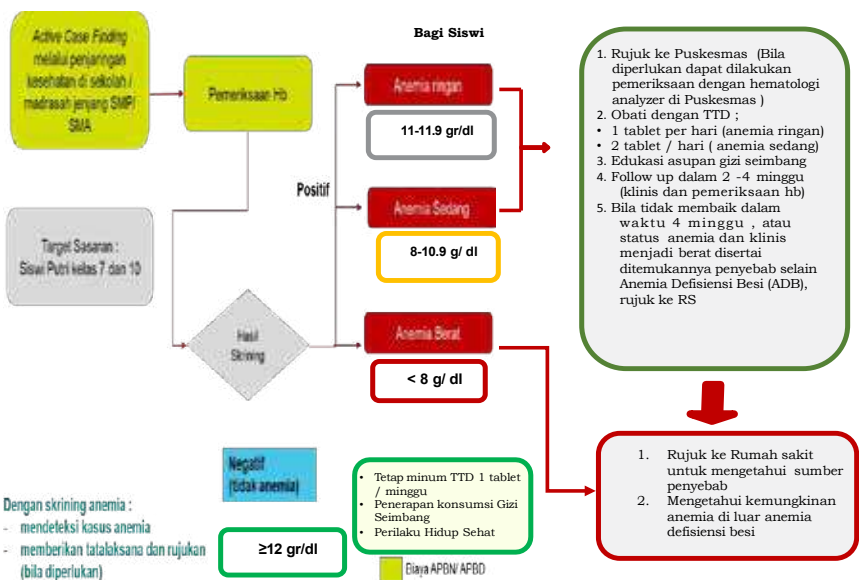 Active Case Finding
melalui penjaringan
kesehatan di sekolah /
madrasah jenjang SMP/
SMA
Pemeriksaan Hb
Target Sasaran :
Siswi Putri kelas 7 dan 10
Hasil
Skrining
Positif
Bagi Siswi
Anemia ringan
11-11.9 gr/dl
Anemia Sedang
8-10.9 g/ dl
Anemia Berat
< 8 g/ dl
1. Rujuk ke Puskesmas (Bila
diperlukan dapat dilakukan
pemeriksaan dengan hematologi
analyzer di Puskesmas )
2. Obati dengan TTD ;
• 1 tablet per hari (anemia ringan)
• 2 tablet / hari ( anemia sedang)
3. Edukasi asupan gizi seimbang
4. Follow up dalam 2 -4 minggu
(klinis dan pemeriksaan hb)
5. Bila tidak membaik dalam
waktu 4 minggu , atau
status anemia dan klinis
menjadi berat disertai
ditemukannya penyebab selain
Anemia Defisiensi Besi (ADB),
rujuk ke RS
1. Rujuk ke Rumah sakit
untuk mengetahui sumber
penyebab
2. Mengetahui kemungkinan
anemia di luar anemia
defisiensi besi
Negatif
(tidak anemia)
≥12 gr/dl
• Tetap minum TTD 1 tablet
/ minggu
• Penerapan konsumsi Gizi
Seimbang
• Perilaku Hidup Sehat
Dengan skrining anemia :
- mendeteksi kasus anemia
- memberikan tatalaksana dan rujukan
(bila diperlukan)
Biaya APBN/ APBD